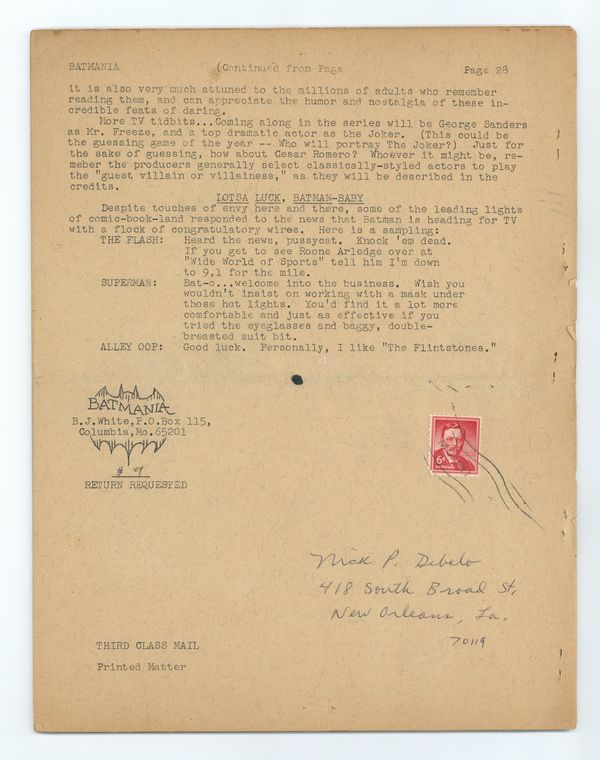 BATMANIA (Continued from Page Page 28
it is also very much attuned to the millions of adults who remember
reading them, and can appreciate the humor and nostalgia of these in-
credible feats of daring.
More TV tidbits...Coming along in the series will be George Sanders
as Mr. Freeze, and a top dramatic actor as the Joker. (This could be
the guessing game of the year -- Who will portray The Joker?) Just for
the sake of guessing, how about Cesar Romero? Whoever it might be, re-
member the producers generally select classically-styled actors to play
the "guest villain or villainess," as they will be described in the
credits.
LOTSA LUCK, BATMAN-BABY
Despite touches of envy here and there, some of the leading lights
of comic-book-land responded to the news that Batman is heading for TV
with a flock of congratulatory wires. Here is a sampling:
THE FLASH: Heard the news, pussycat. Knock 'em dead.
If you get to see Roone Arledge over at
"Wide World of Sports" tell him I'm down
to 9.1 for the mile.
SUPERMAN: Bat-o...welcome into the business. Wish you
wouldn't insist on working with a mask under
those hot lights. You'd find it a lot more
comfortable and just as effective if you
tried the eyeglasses and baggy, double-
breasted suit bit.
ALLEY OOP: Good luck. Personally, I like "The Flintstones."
BATMANIA
B.J.White,P.O.Box 115,
Columbia,Mo.65201
# 9
RETURN REQUESTED
6¢
Nick P. Debelo
418 South Broad St,
New Orleans, La.
70119
THIRD CLASS MAIL
Printed Matter